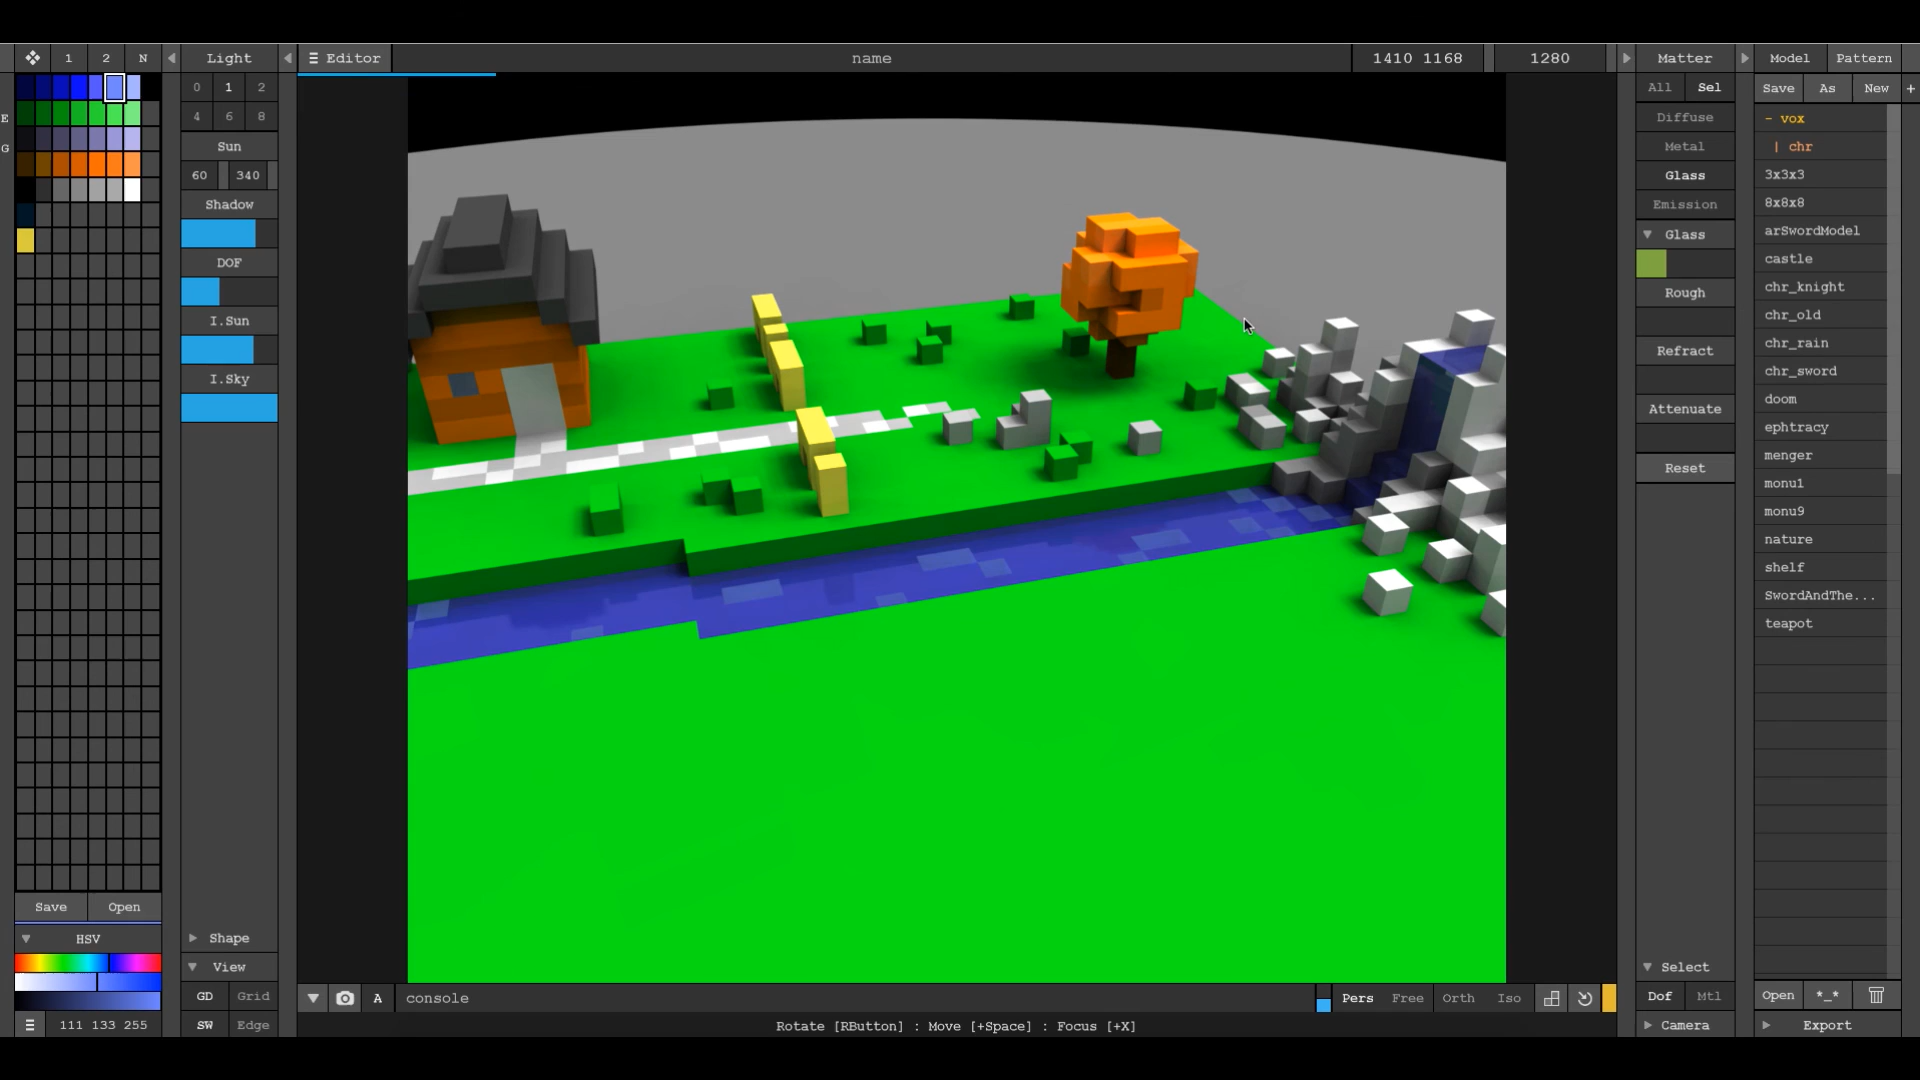 1 2 N Light Editor name 1410 1168 1280 Matter Model Pattern
0 1 2
All Sel
Save As New +
E
4 6 8
Diffuse
- vox
G
Sun
Metal
| chr
60 340
Glass
3x3x3
Shadow
Emission
8x8x8
arSwordModel
Glass
castle
DOF
chr_knight
Rough
chr_old
I.Sun
chr_rain
Refract
chr_sword
I.Sky
doom
Attenuate
ephtracy
menger
Reset
monu1
monu9
nature
shelf
SwordAndThe...
teapot
Save Open
HSV
Shape
View
Select
GD Grid
A console
Pers Free Orth Iso
Dof Mtl
Open *_*
111 133 255
SW Edge
Rotate [RButton] : Move [+Space] : Focus [+X]
Camera
Export